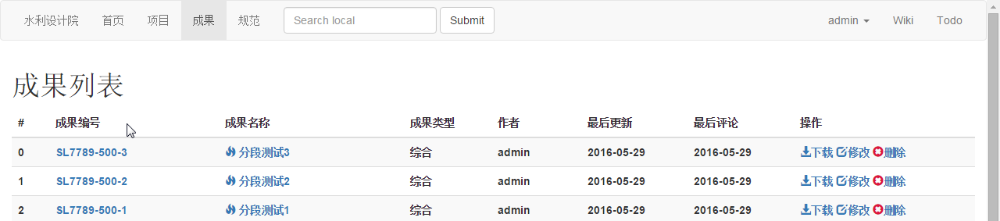 水利设计院 首页 项目 成果 规范 Search local Submit admin Wiki Todo
成果列表
# 成果编号 成果名称 成果类型 作者 最后更新 最后评论 操作
0 SL7789-500-3 分段测试3 综合 admin 2016-05-29 2016-05-29 下载 修改 删除
1 SL7789-500-2 分段测试2 综合 admin 2016-05-29 2016-05-29 下载 修改 删除
2 SL7789-500-1 分段测试1 综合 admin 2016-05-29 2016-05-29 下载 修改 删除